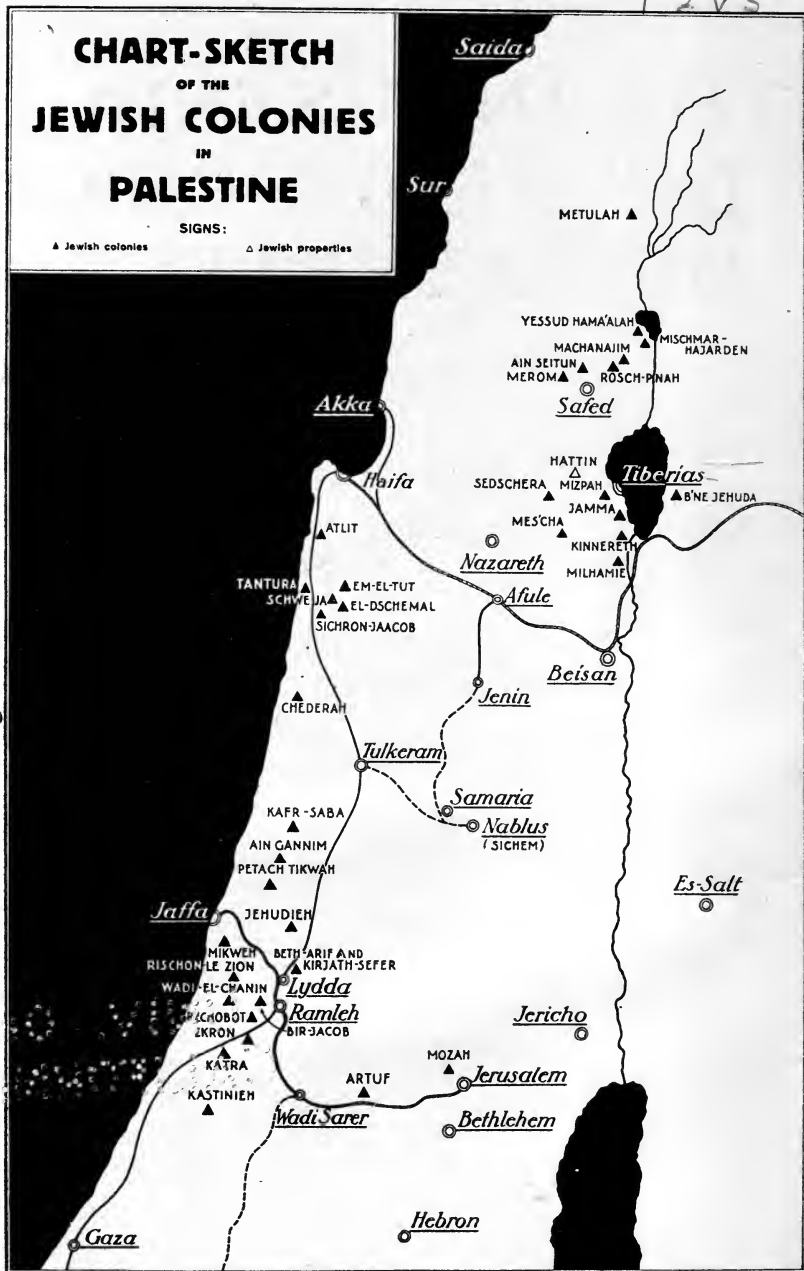 CHART-SKETCH
OF THE
JEWISH COLONIES
IN
PALESTINE
SIGNS:
▲ Jewish colonies
△ Jewish properties
Saida
Sur
METULAH
YESSUD HAMA'ALAH
MISCHMAR-
HAJARDEN
MACHANAJIM
AIN SEITUN
MEROM
ROSCH-PINAH
Safed
Akka
Haifa
HATTIN
MIZPAH
Tiberias
SEDSCHERA
B'NE JEHUDA
JAMMA
MES'CHA
KINNERETH
Nazareth
MILHAMIE
ATLIT
TANTURA
EM-EL-TUT
SCHWEJA
EL-DSCHEMAL
SICHRON-JAACOB
Afule
Beisan
Jenin
CHEDERAH
Tulkeram
Samaria
Nablus
(SICHEM)
KAFR-SABA
AIN GANNIM
PETACH TIKWAH
Es-Salt
Jaffa
JEHUDIEH
MIKWEH
BETH-ARIF AND
KIRJATH-SEFER
RISCHON-LE ZION
Lydda
WADI-EL-CHANIN
Ramleh
BIR-JACOB
Jericho
KATRA
MOZAH
Jerusalem
ARTUF
KASTINIEH
Wadi Sarer
Bethlehem
Hebron
Gaza